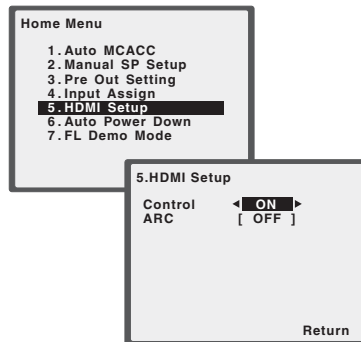 Home Menu
1.Auto MCACC
2.Manual SP Setup
3.Pre Out Setting
4.Input Assign
5.HDMI Setup
6.Auto Power Down
7.FL Demo Mode
5.HDMI Setup
Control ◄ ON ►
ARC [ OFF ]
Return